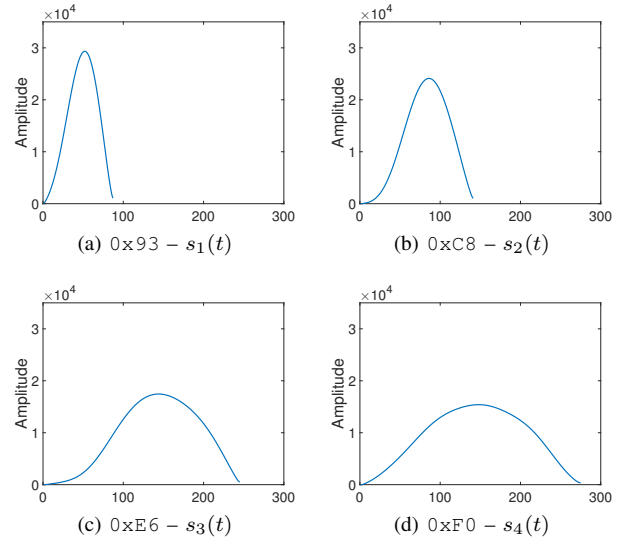 ×10⁴ ×10⁴
3 3
Amplitude 2 Amplitude 2
1 1
0 0
0 100 200 300 0 100 200 300
(a) 0x93 – s₁(t) (b) 0xC8 – s₂(t)
×10⁴ ×10⁴
3 3
Amplitude 2 Amplitude 2
1 1
0 0
0 100 200 300 0 100 200 300
(c) 0xE6 – s₃(t) (d) 0xF0 – s₄(t)